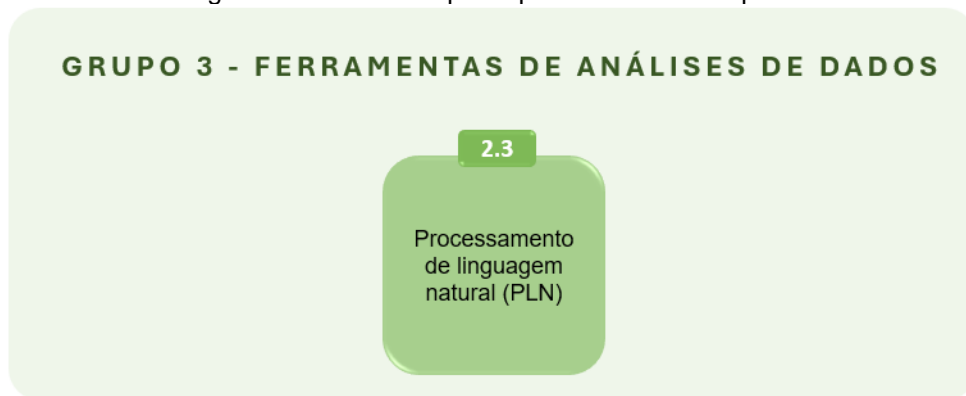 GRUPO 3 - FERRAMENTAS DE ANÁLISES DE DADOS
2.3
Processamento
de linguagem
natural (PLN)